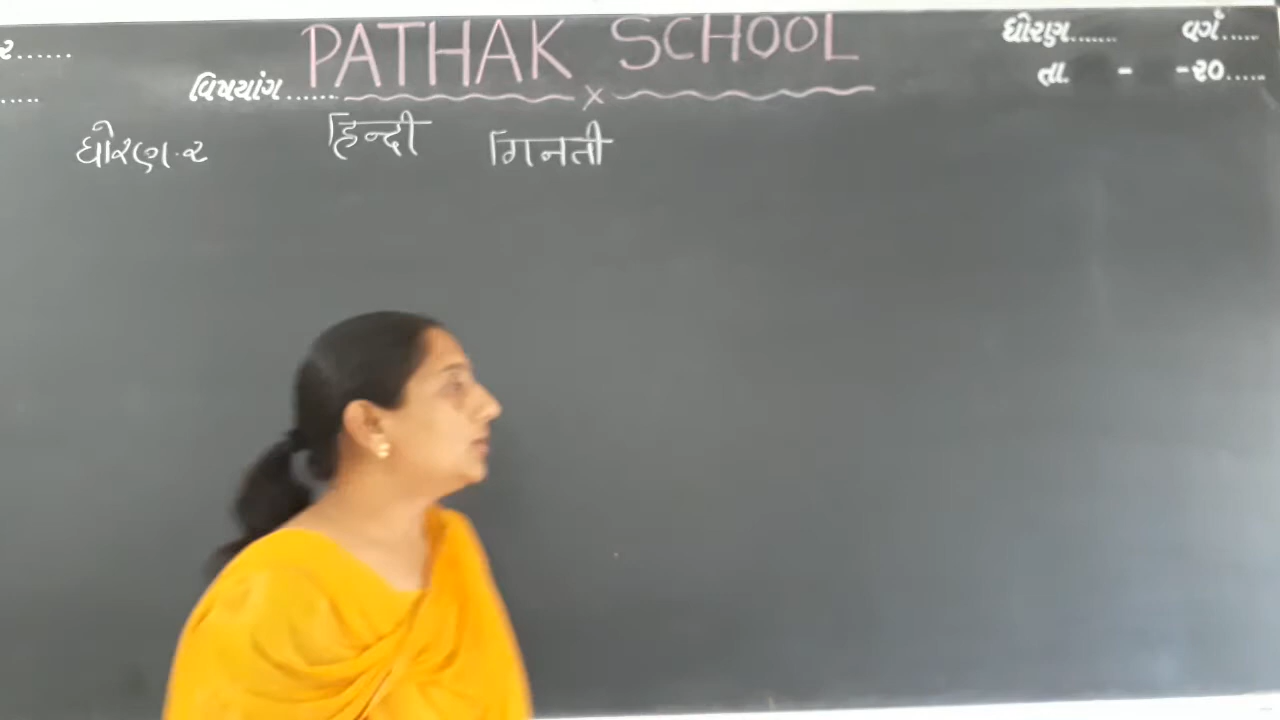 ર...... PATHAK SCHOOL ધોરણ....... વર્ગ.....
..... વિષયાંગ...... x તા. - -૨૦.....
ધોરણ.૨ हिन्दी गिनती